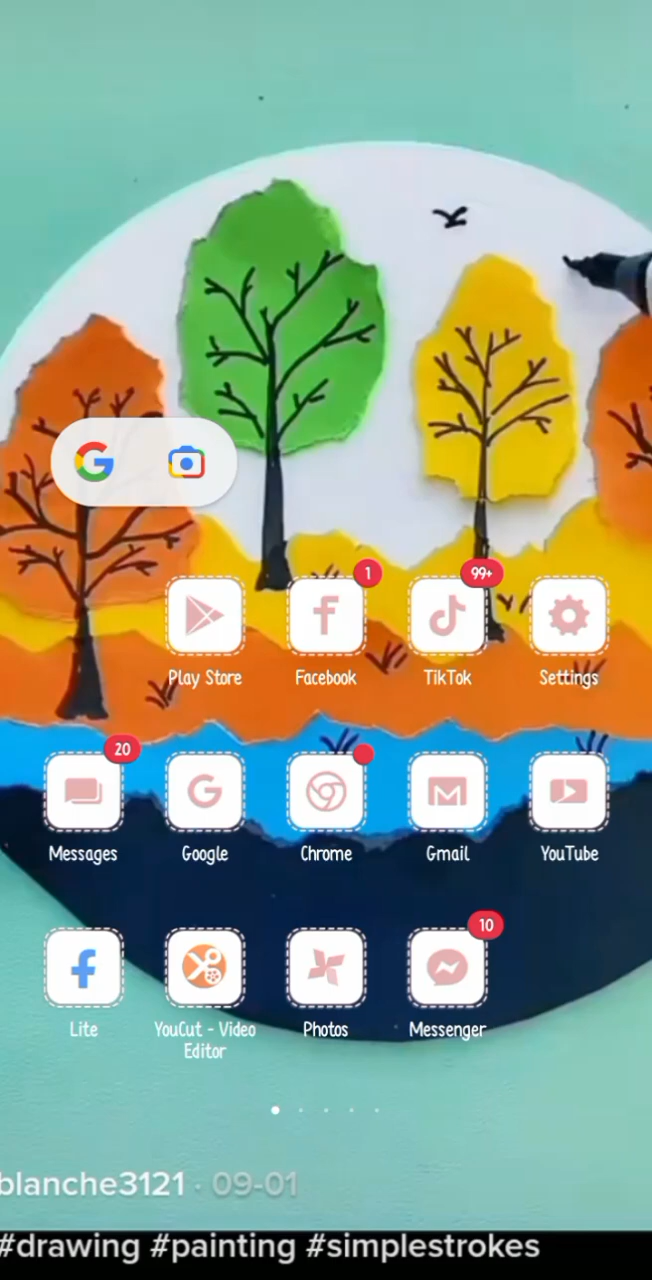 1 99+
Play Store Facebook TikTok Settings
20
Messages Google Chrome Gmail YouTube
10
Lite YouCut - Video Photos Messenger
Editor
blanche3121 · 09-01
#drawing #painting #simplestrokes